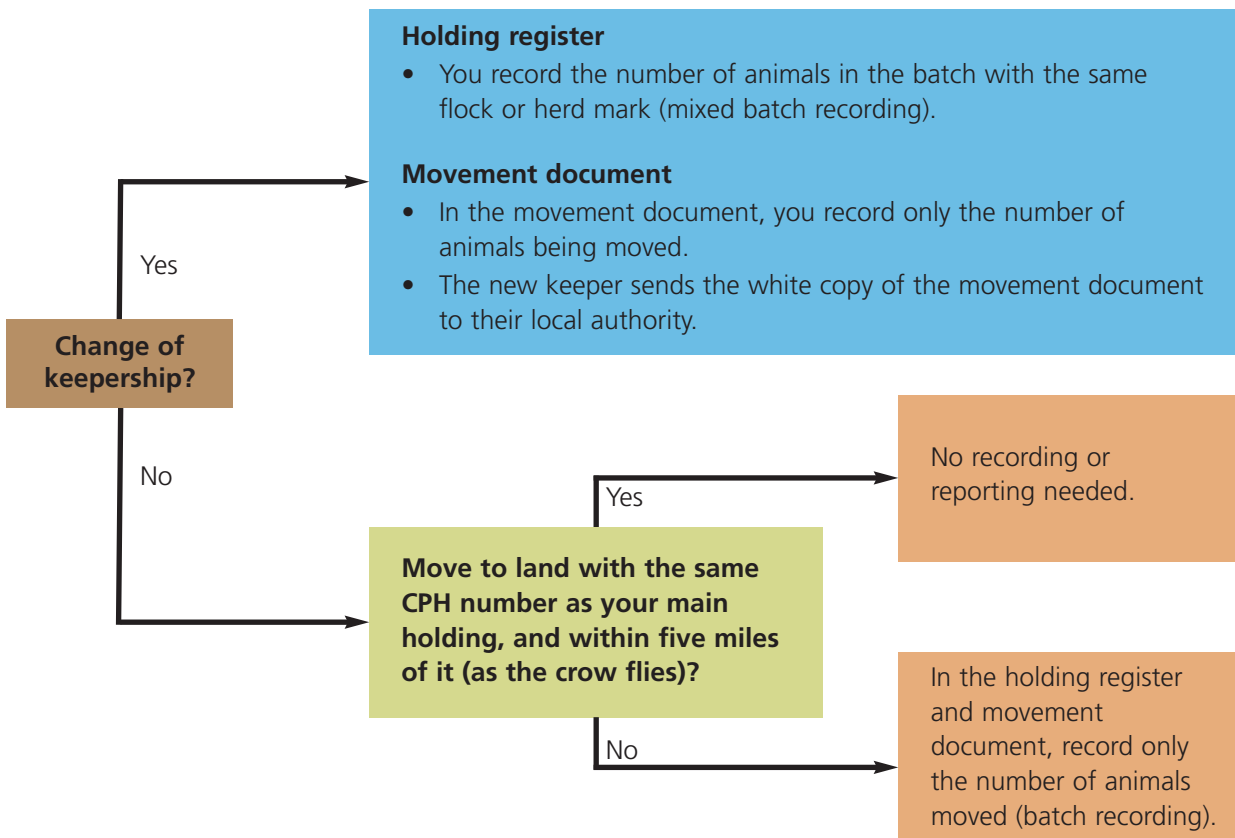 Holding register
• You record the number of animals in the batch with the same
flock or herd mark (mixed batch recording).
Movement document
• In the movement document, you record only the number of
animals being moved.
• The new keeper sends the white copy of the movement document
to their local authority.
Yes
Change of
keepership?
No
Yes
No recording or
reporting needed.
Move to land with the same
CPH number as your main
holding, and within five miles
of it (as the crow flies)?
No
In the holding register
and movement
document, record only
the number of animals
moved (batch recording).